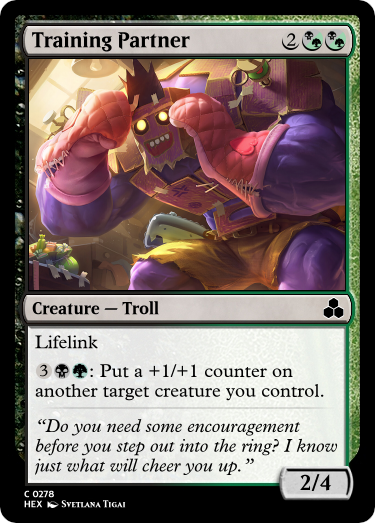 Training Partner 2
Creature — Troll
Lifelink
3: Put a +1/+1 counter on
another target creature you control.
“Do you need some encouragement
before you step out into the ring? I know
just what will cheer you up.”
2/4
C 0278
HEX Svetlana Tigai